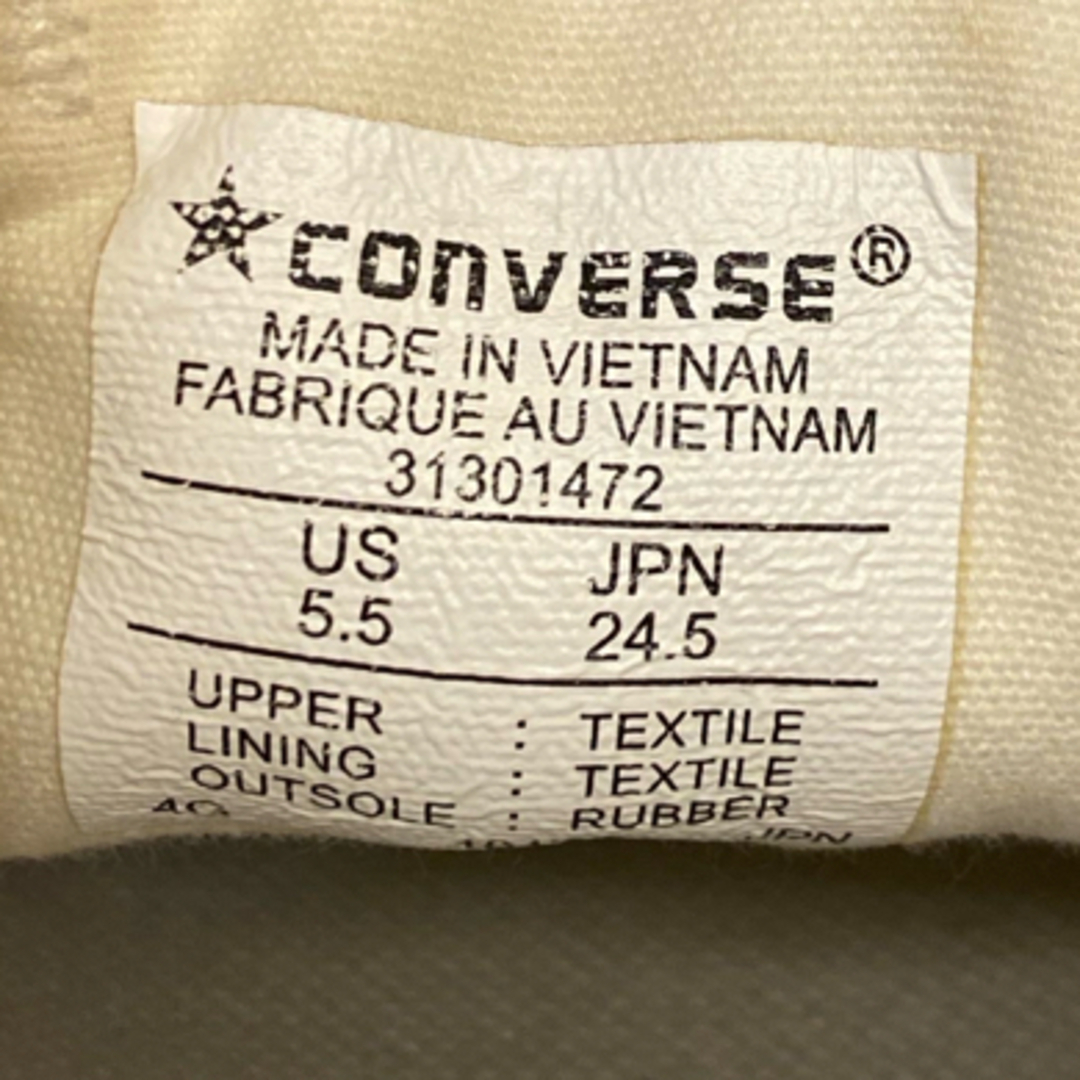 CONVERSE®
MADE IN VIETNAM
FABRIQUE AU VIETNAM
31301472
US JPN
5.5 24.5
UPPER : TEXTILE
LINING : TEXTILE
OUTSOLE : RUBBER
JPN